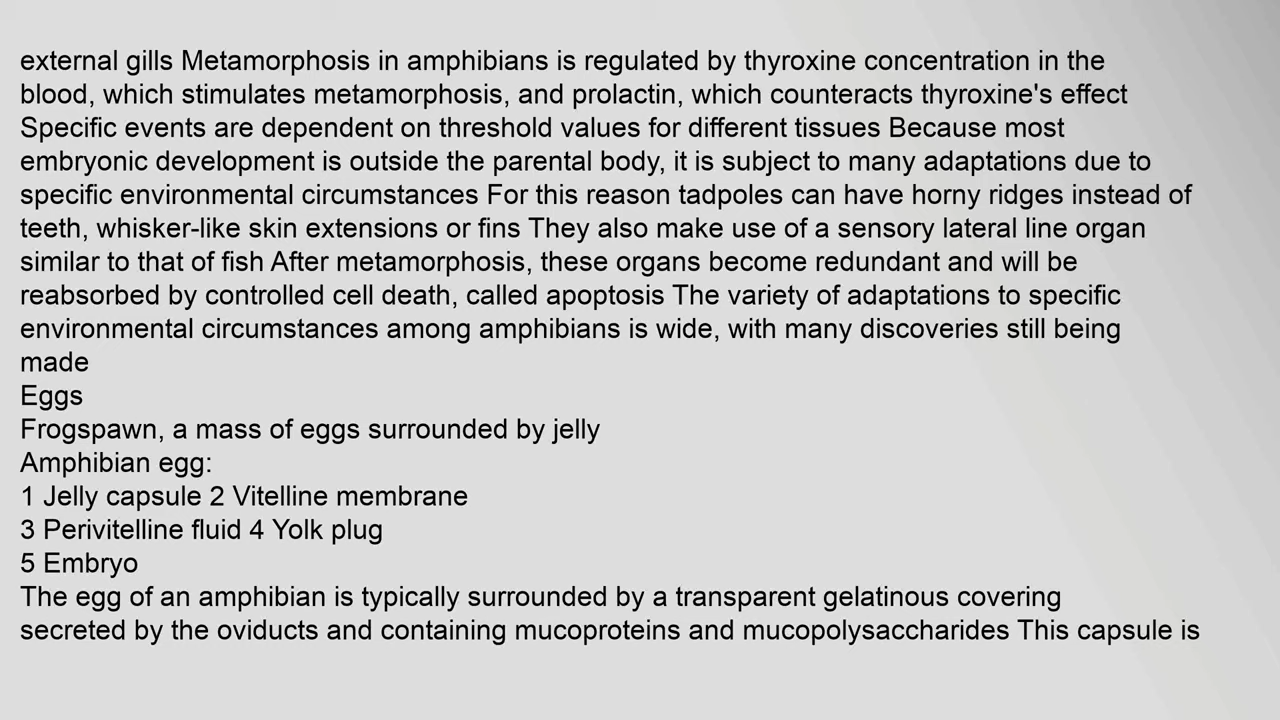 external gills Metamorphosis in amphibians is regulated by thyroxine concentration in the
blood, which stimulates metamorphosis, and prolactin, which counteracts thyroxine's effect
Specific events are dependent on threshold values for different tissues Because most
embryonic development is outside the parental body, it is subject to many adaptations due to
specific environmental circumstances For this reason tadpoles can have horny ridges instead of
teeth, whisker-like skin extensions or fins They also make use of a sensory lateral line organ
similar to that of fish After metamorphosis, these organs become redundant and will be
reabsorbed by controlled cell death, called apoptosis The variety of adaptations to specific
environmental circumstances among amphibians is wide, with many discoveries still being
made
Eggs
Frogspawn, a mass of eggs surrounded by jelly
Amphibian egg:
1 Jelly capsule 2 Vitelline membrane
3 Perivitelline fluid 4 Yolk plug
5 Embryo
The egg of an amphibian is typically surrounded by a transparent gelatinous covering
secreted by the oviducts and containing mucoproteins and mucopolysaccharides This capsule is